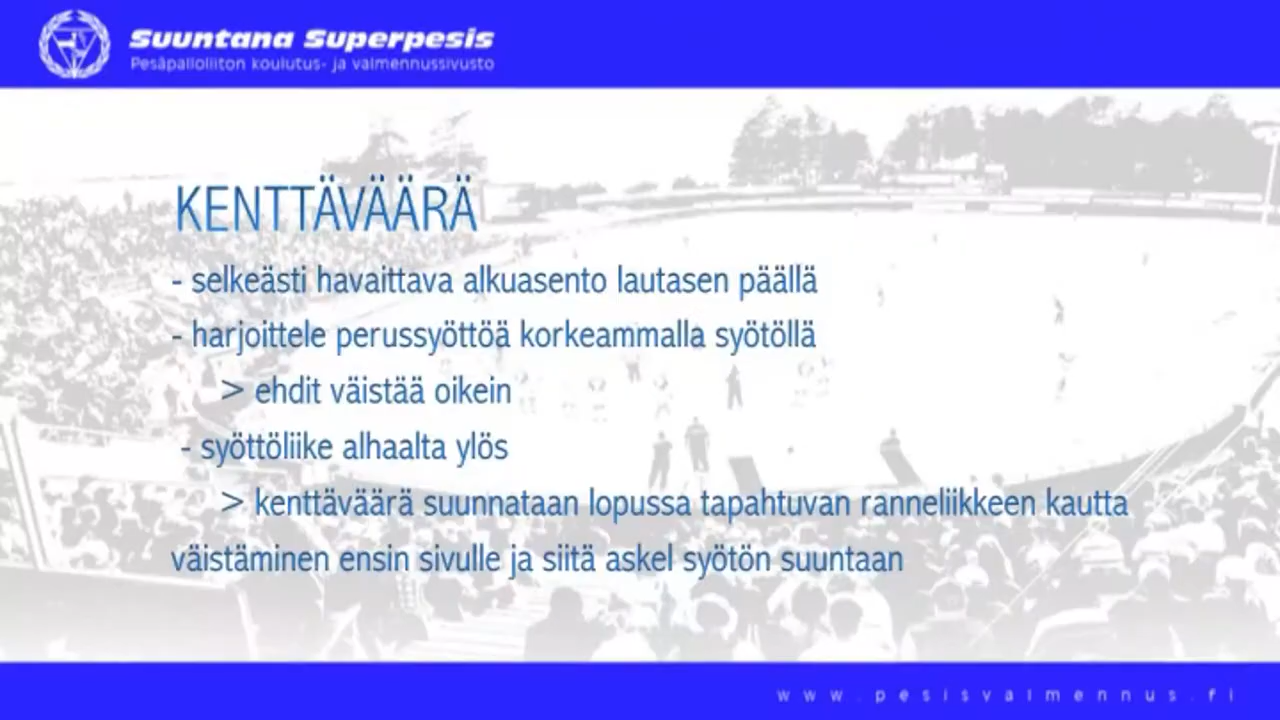 Suuntana Superpesis
Pesäpalloliiton koulutus- ja valmennussivusto
KENTTÄVÄÄRÄ
- selkeästi havaittava alkuasento lautasen päällä
- harjoittele perussyöttöä korkeammalla syötöllä
> ehdit väistää oikein
- syöttöliike alhaalta ylös
> kenttäväärä suunnataan lopussa tapahtuvan ranneliikkeen kautta
väistäminen ensin sivulle ja siitä askel syötön suuntaan
www.pesisvalmennus.fi